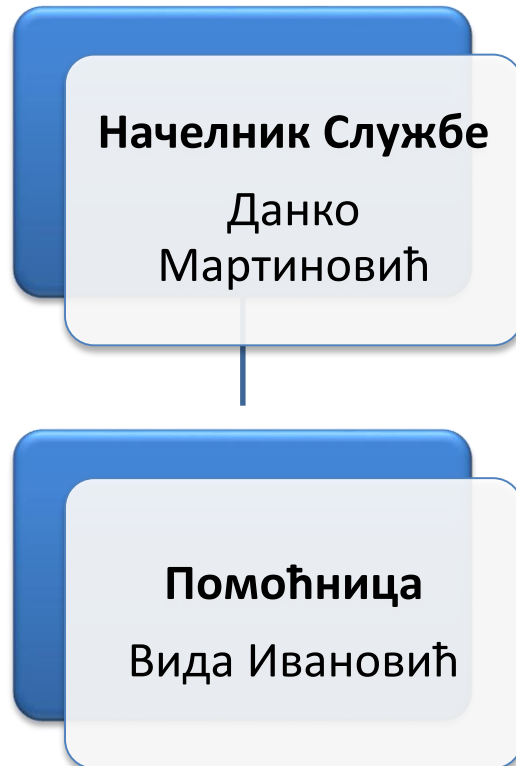 Начелник Службе
Данко
Мартиновић
Помоћница
Вида Ивановић